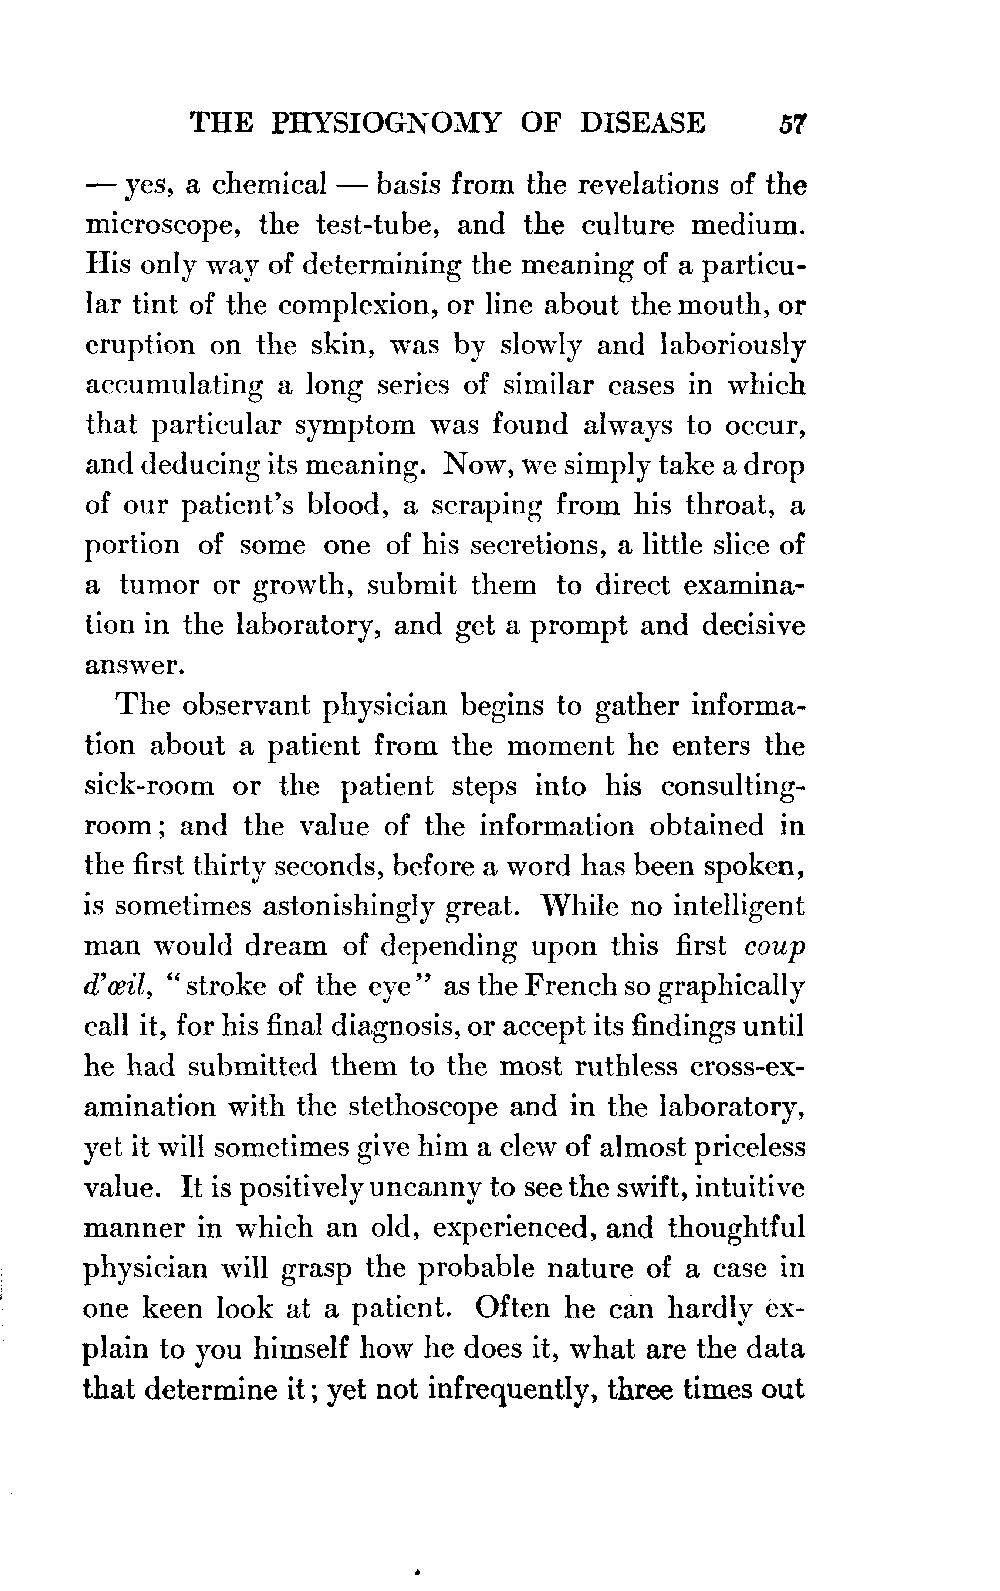 THE PHYSIOGNOMY OF DISEASE 57
— yes, a chemical — basis from the revelations of the
microscope, the test-tube, and the culture medium.
His only way of determining the meaning of a particu-
lar tint of the complexion, or line about the mouth, or
eruption on the skin, was by slowly and laboriously
accumulating a long series of similar cases in which
that particular symptom was found always to occur,
and deducing its meaning. Now, we simply take a drop
of our patient's blood, a scraping from his throat, a
portion of some one of his secretions, a little slice of
a tumor or growth, submit them to direct examina-
tion in the laboratory, and get a prompt and decisive
answer.
The observant physician begins to gather informa-
tion about a patient from the moment he enters the
sick-room or the patient steps into his consulting-
room; and the value of the information obtained in
the first thirty seconds, before a word has been spoken,
is sometimes astonishingly great. While no intelligent
man would dream of depending upon this first coup
d'œil, "stroke of the eye" as the French so graphically
call it, for his final diagnosis, or accept its findings until
he had submitted them to the most ruthless cross-ex-
amination with the stethoscope and in the laboratory,
yet it will sometimes give him a clew of almost priceless
value. It is positively uncanny to see the swift, intuitive
manner in which an old, experienced, and thoughtful
physician will grasp the probable nature of a case in
one keen look at a patient. Often he can hardly ex-
plain to you himself how he does it, what are the data
that determine it; yet not infrequently, three times out